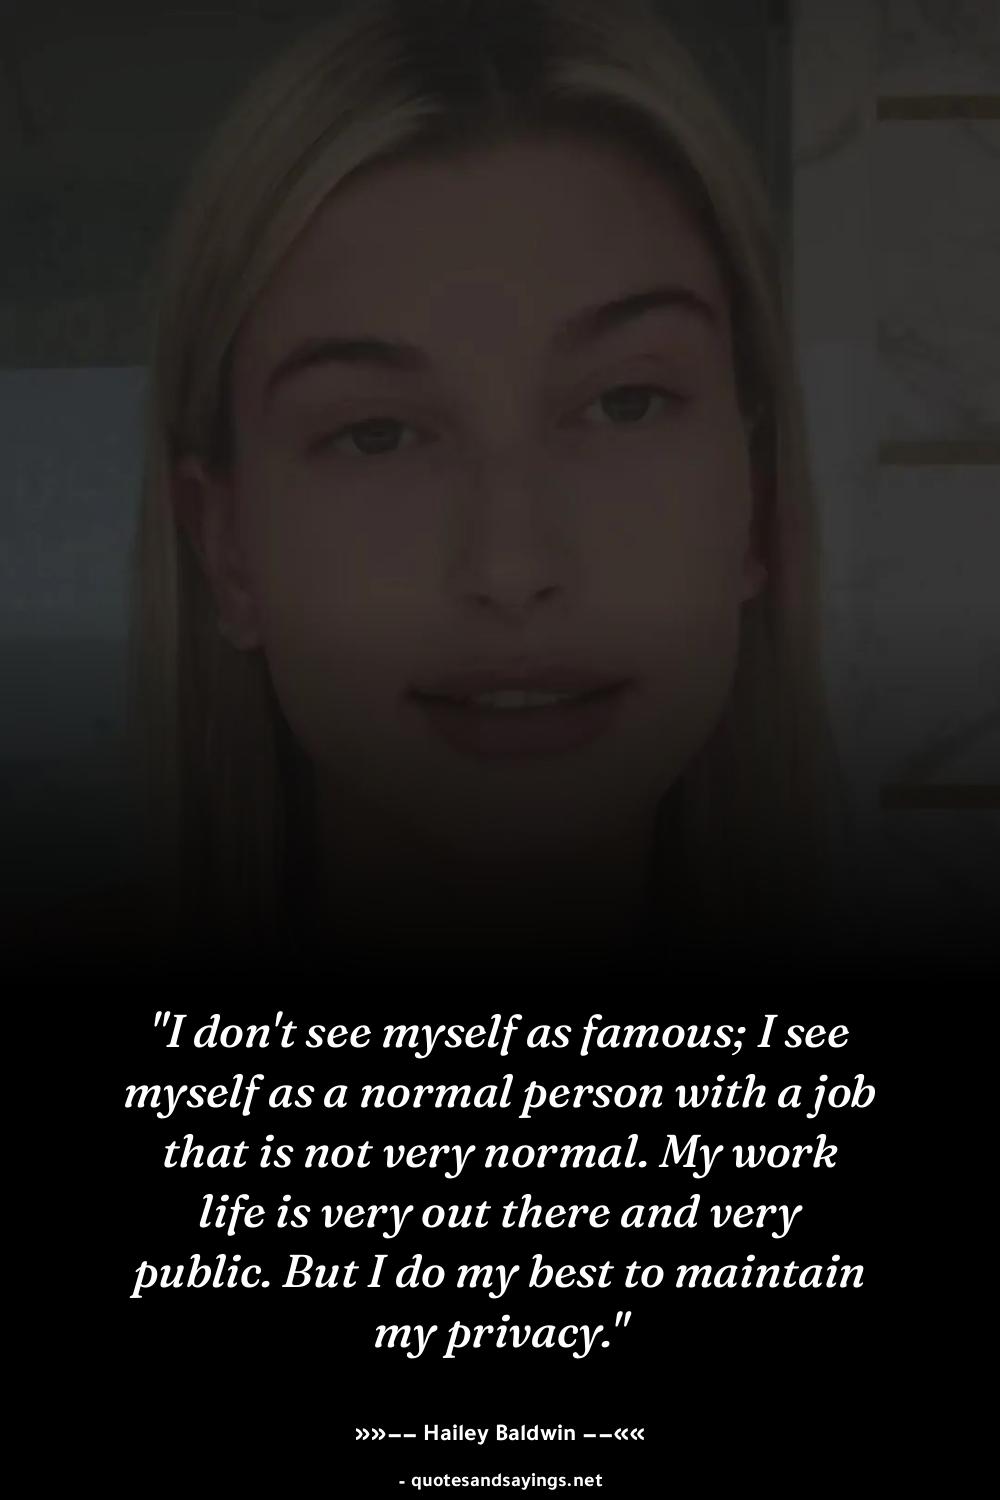 "I don't see myself as famous; I see
myself as a normal person with a job
that is not very normal. My work
life is very out there and very
public. But I do my best to maintain
my privacy."
»»–– Hailey Baldwin ––««
- quotesandsayings.net